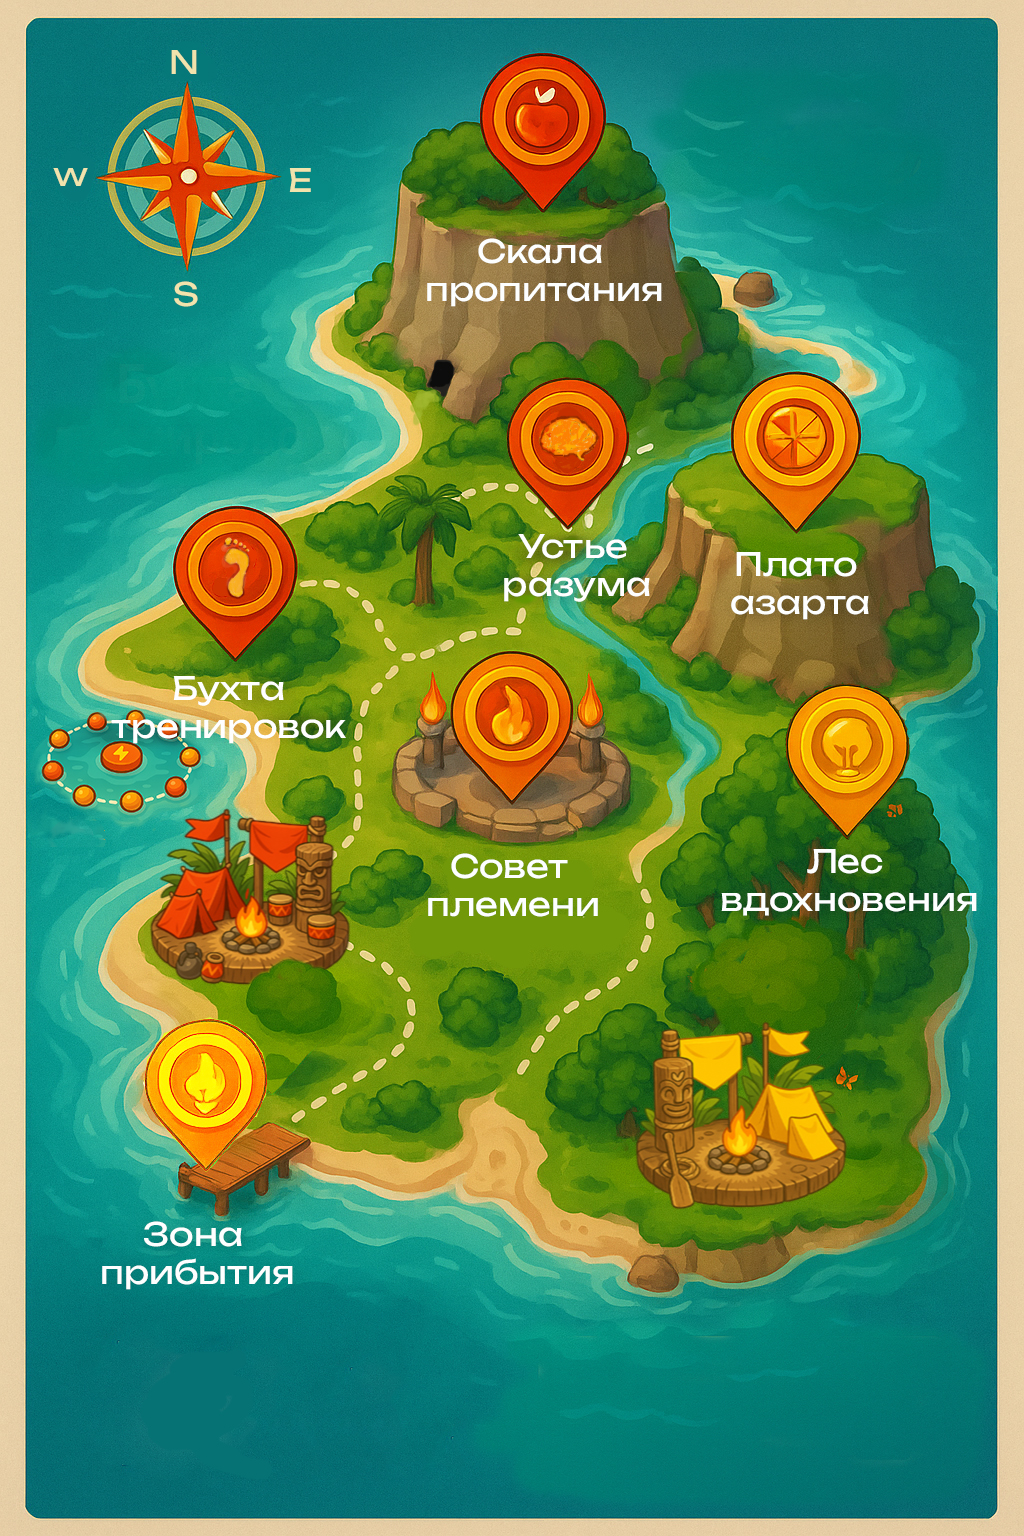 N
W
E
S
Скала
пропитания
Устье
разума
Плато
азарта
Бухта
тренировок
Совет
племени
Лес
вдохновения
Зона
прибытия